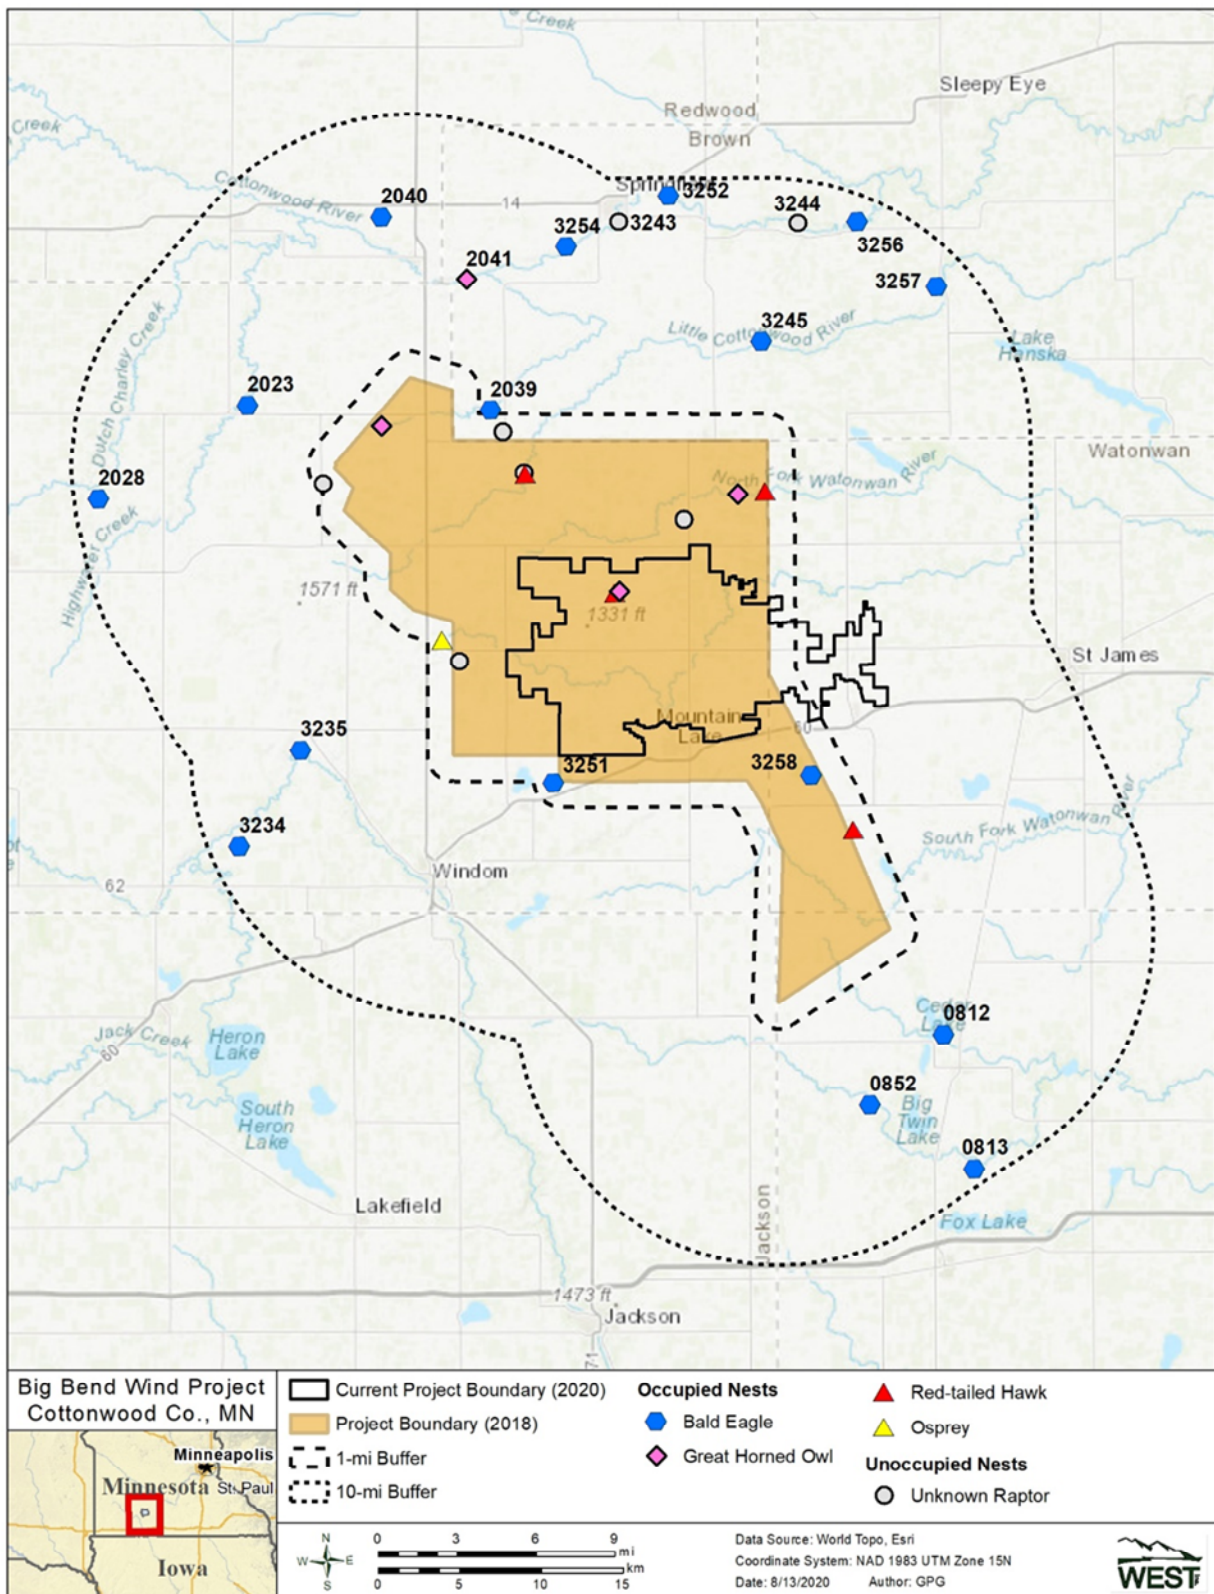 Creek
Sleepy Eye
Redwood
Brown
Creek
Cottonwood River
2040
14
3252
3244
3254
3243
3256
2041
3257
3245
Little Cottonwood River
Lake
Hanska
Dutch Charley Creek
2023
2039
Watonwan
2028
North Fork Watonwan River
Highwater Creek
1571 ft
1331 ft
St James
Mountain
Lake
60
3235
3251
3258
3234
South Fork Watonwan River
62
Windom
Cedar
Lake
0812
Jack Creek
60
Heron
Lake
0852
Big
Twin
Lake
South
Heron
Lake
0813
Lakefield
Jackson
Fox Lake
1473 ft
Jackson
71
Big Bend Wind Project
Cottonwood Co., MN
Minneapolis
Minnesota
St. Paul
Iowa
Current Project Boundary (2020)
Project Boundary (2018)
1-mi Buffer
10-mi Buffer
Occupied Nests
Bald Eagle
Great Horned Owl
Red-tailed Hawk
Osprey
Unoccupied Nests
Unknown Raptor
N
W E
S
0 3 6 9
mi
km
0 5 10 15
Data Source: World Topo, Esri
Coordinate System: NAD 1983 UTM Zone 15N
Date: 8/13/2020 Author: GPG
WEST